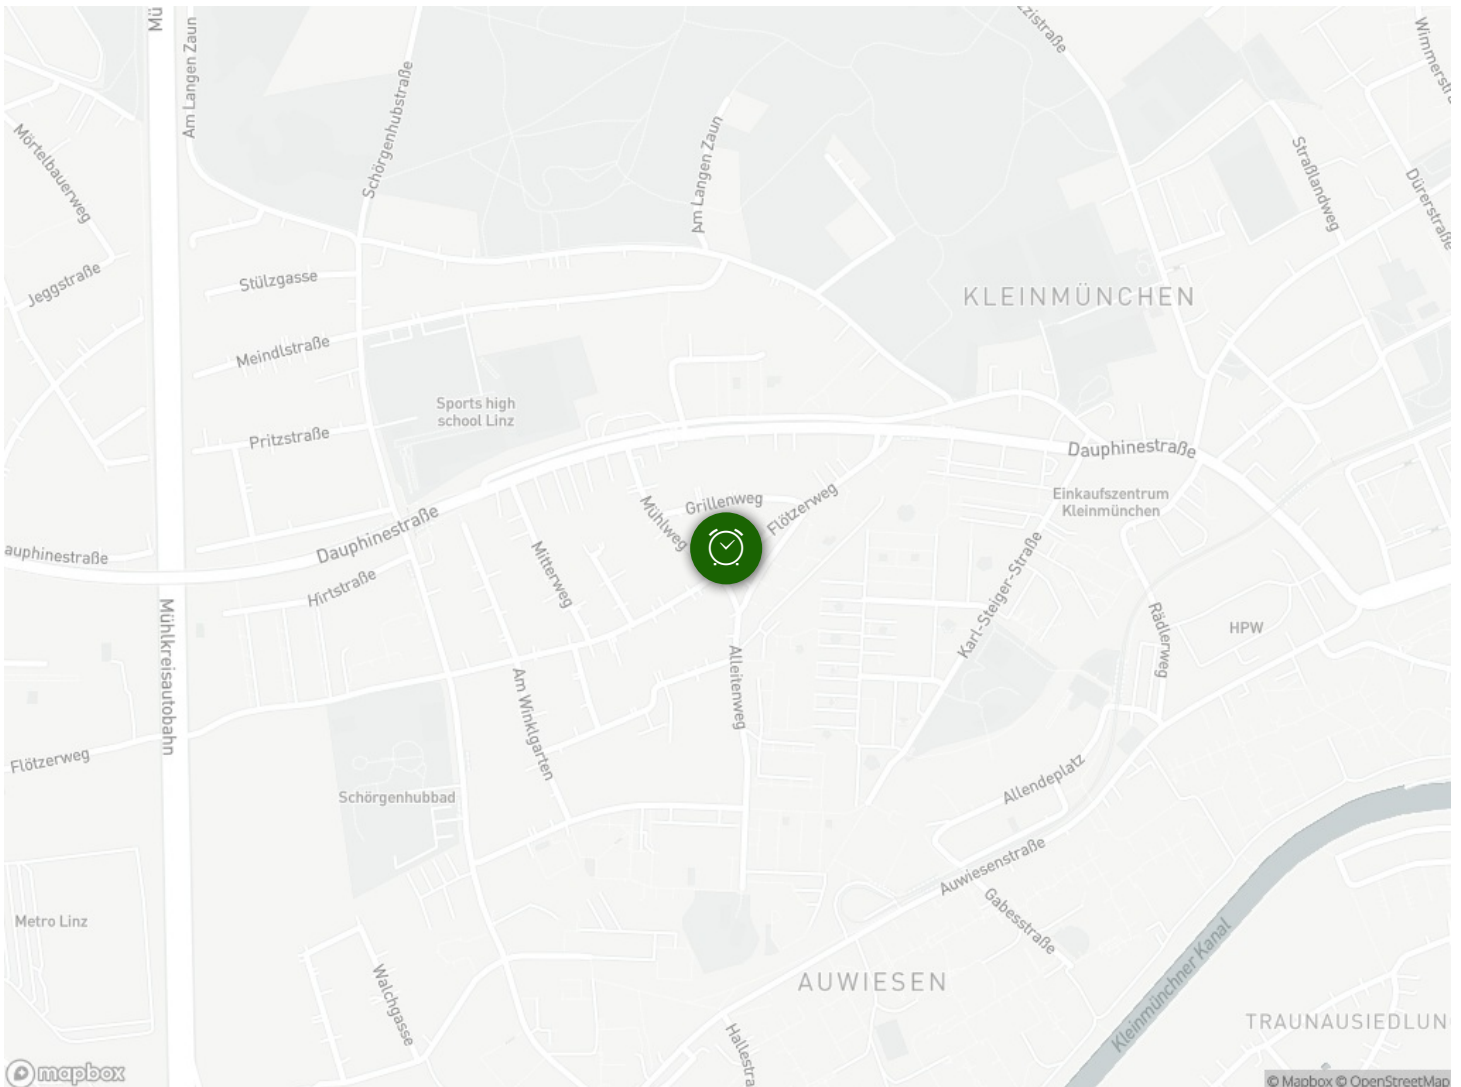 Mü
Am Langen Zaun
Schörgenhubstraße
Wimmerstra
Mörtelbauerweg
Am Langen Zaun
Straßlandweg
Dürerstraße
Jeggstraße
Stülzgasse
KLEINMÜNCHEN
Meindlstraße
Sports high
school Linz
Pritzstraße
Dauphinestraße
Einkaufszentrum
Kleinmünchen
Grillenweg
Mühlweg
Flötzerweg
Dauphinestraße
auphinestraße
Mitterweg
Hirtstraße
Karl-Steiger-Straße
Rädlerweg
HPW
Mühlkreisautobahn
Alleitenweg
Am Winklgarten
Flötzerweg
Allendeplatz
Schörgenhubbad
Auwiesenstraße
Gabesstraße
Metro Linz
Walchgasse
AUWIESEN
Kleinmünchner Kanal
TRAUNAUSIEDLUN
Hallestra
mapbox
© Mapbox © OpenStreetMap